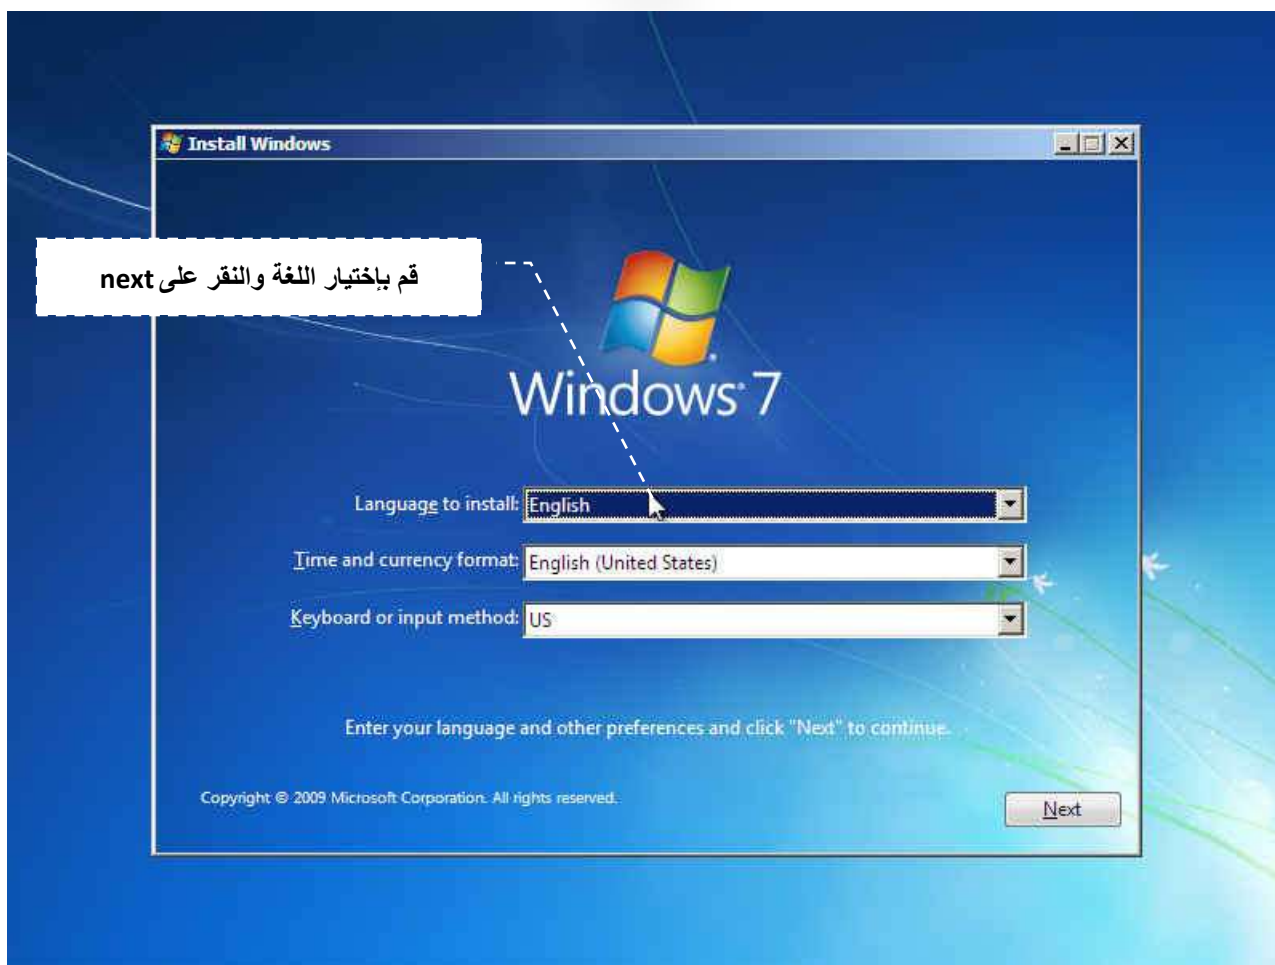 Install Windows
قم بإختيار اللغة والنقر على next
Windows 7
Language to install: English
Time and currency format: English (United States)
Keyboard or input method: US
Enter your language and other preferences and click "Next" to continue.
Copyright © 2009 Microsoft Corporation. All rights reserved.
Next